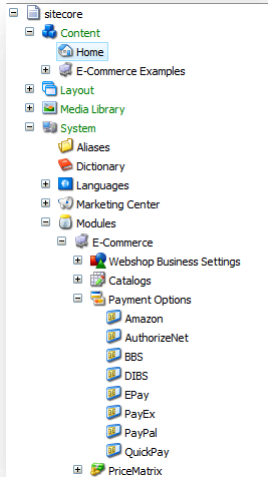 sitecore
Content
Home
E-Commerce Examples
Layout
Media Library
System
Aliases
Dictionary
Languages
Marketing Center
Modules
E-Commerce
Webshop Business Settings
Catalogs
Payment Options
Amazon
AuthorizeNet
BBS
DIBS
EPay
PayEx
PayPal
QuickPay
PriceMatrix